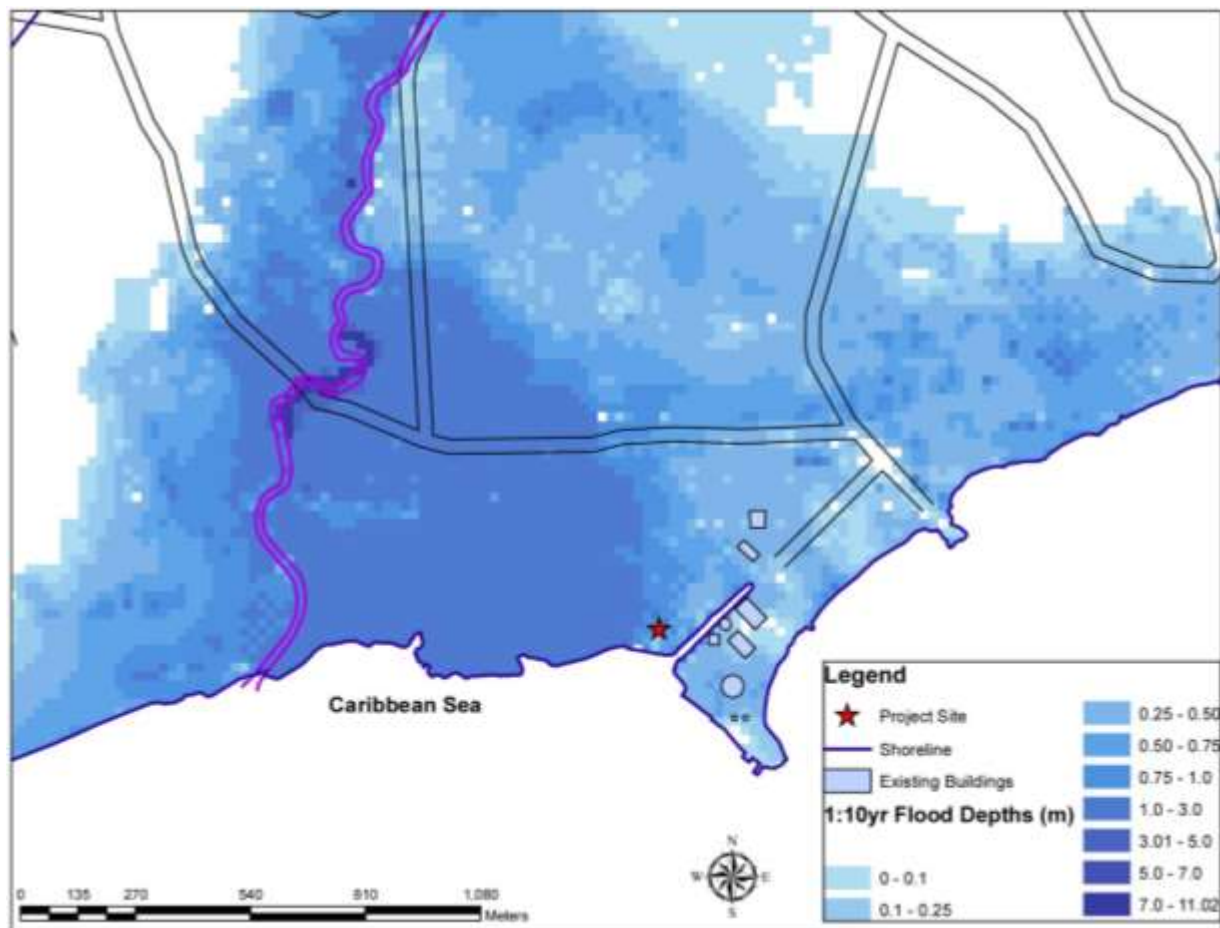 Caribbean Sea
Legend
Project Site
Shoreline
Existing Buildings
1:10yr Flood Depths (m)
0 - 0.1
0.1 - 0.25
0.25 - 0.50
0.50 - 0.75
0.75 - 1.0
1.0 - 3.0
3.01 - 5.0
5.0 - 7.0
7.0 - 11.02
N
W E
S
0 135 270 540 810 1,080
Meters